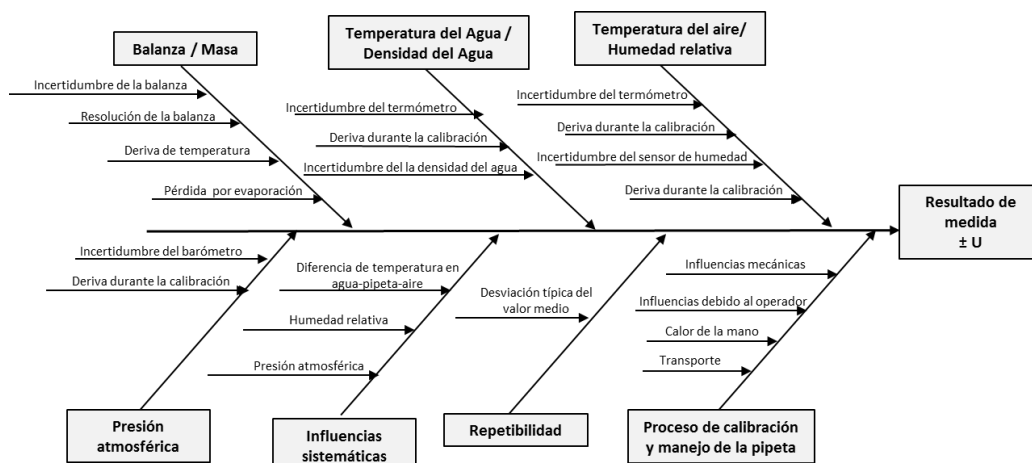 Balanza / Masa
Incertidumbre de la balanza
Resolución de la balanza
Deriva de temperatura
Pérdida por evaporación
Temperatura del Agua /
Densidad del Agua
Incertidumbre del termómetro
Deriva durante la calibración
Incertidumbre del la densidad del agua
Temperatura del aire/
Humedad relativa
Incertidumbre del termómetro
Deriva durante la calibración
Incertidumbre del sensor de humedad
Deriva durante la calibración
Resultado de
medida
± U
Incertidumbre del barómetro
Deriva durante la calibración
Presión
atmosférica
Diferencia de temperatura en
agua-pipeta-aire
Humedad relativa
Presión atmosférica
Influencias
sistemáticas
Desviación típica del
valor medio
Repetibilidad
Influencias mecánicas
Influencias debido al operador
Calor de la mano
Transporte
Proceso de calibración
y manejo de la pipeta